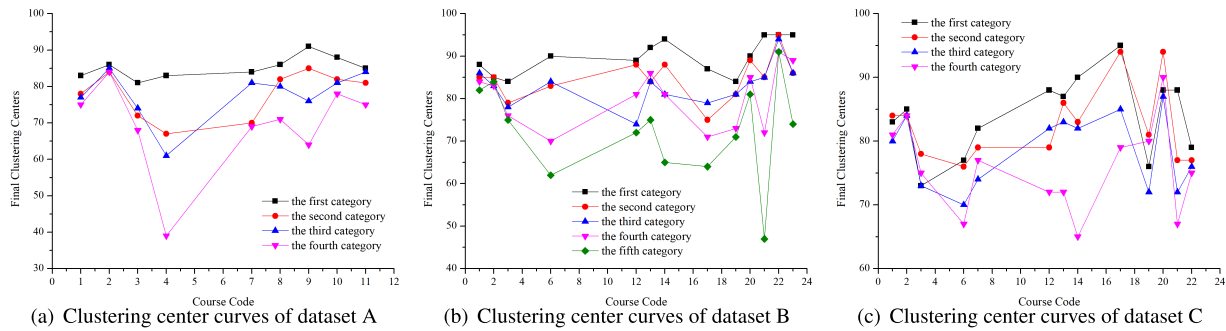 100
90
80
70
60
50
40
30
0 1 2 3 4 5 6 7 8 9 10 11 12
Final Clustering Centers
Course Code
the first category
the second category
the third category
the fourth category
(a) Clustering center curves of dataset A
100
90
80
70
60
50
40
0 2 4 6 8 10 12 14 16 18 20 22 24
Final Clustering Centers
Course Code
the first category
the second category
the third category
the fourth category
the fifth category
(b) Clustering center curves of dataset B
100
90
80
70
60
0 2 4 6 8 10 12 14 16 18 20 22 24
Final Clustering Centers
Course Code
the first category
the second category
the third category
the fourth category
(c) Clustering center curves of dataset C